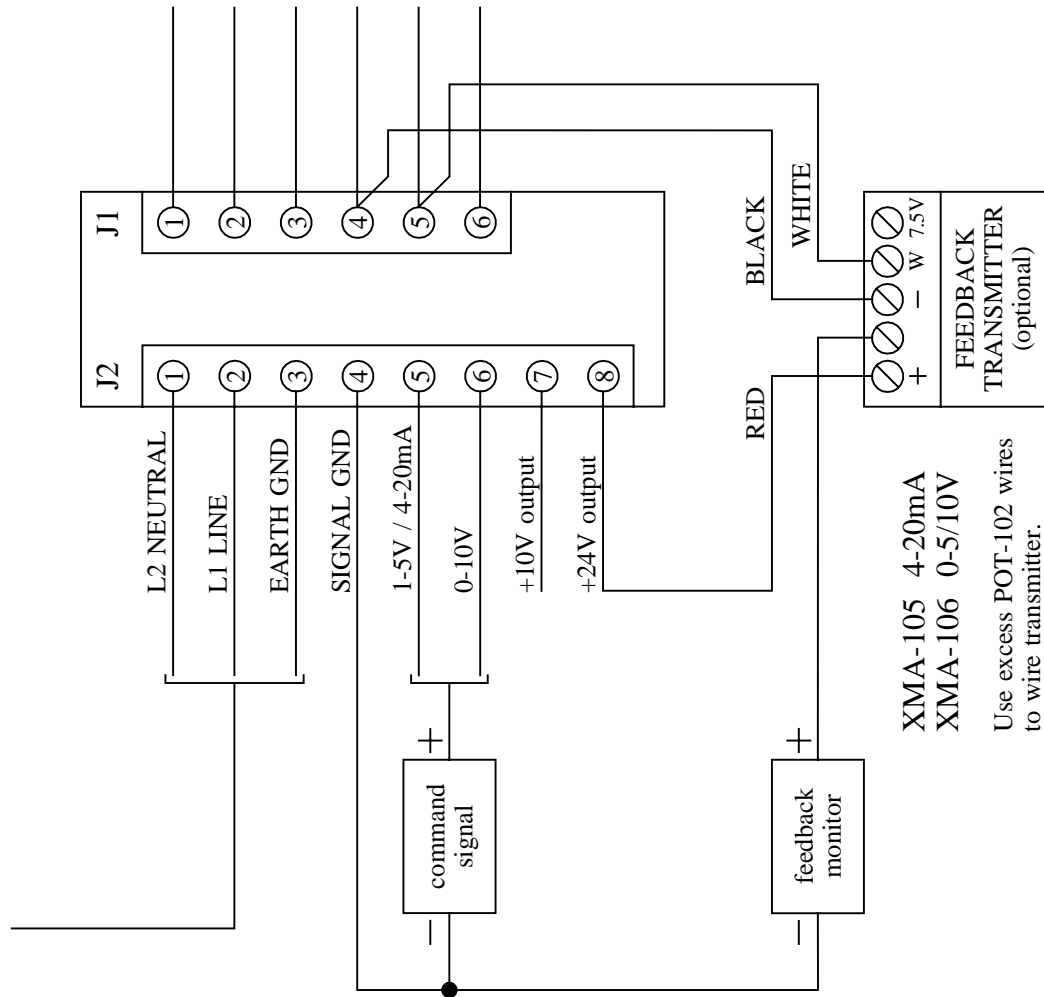 J1
1
2
3
4
5
6
J2
1
2
3
4
5
6
7
8
L2 NEUTRAL
L1 LINE
EARTH GND
SIGNAL GND
1-5V / 4-20mA
0-10V
+10V output
+24V output
BLACK
WHITE
RED
+
−
W
7.5V
FEEDBACK
TRANSMITTER
(optional)
+
command
signal
−
+
feedback
monitor
−
XMA-105 4-20mA
XMA-106 0-5/10V
Use excess POT-102 wires
to wire transmitter.